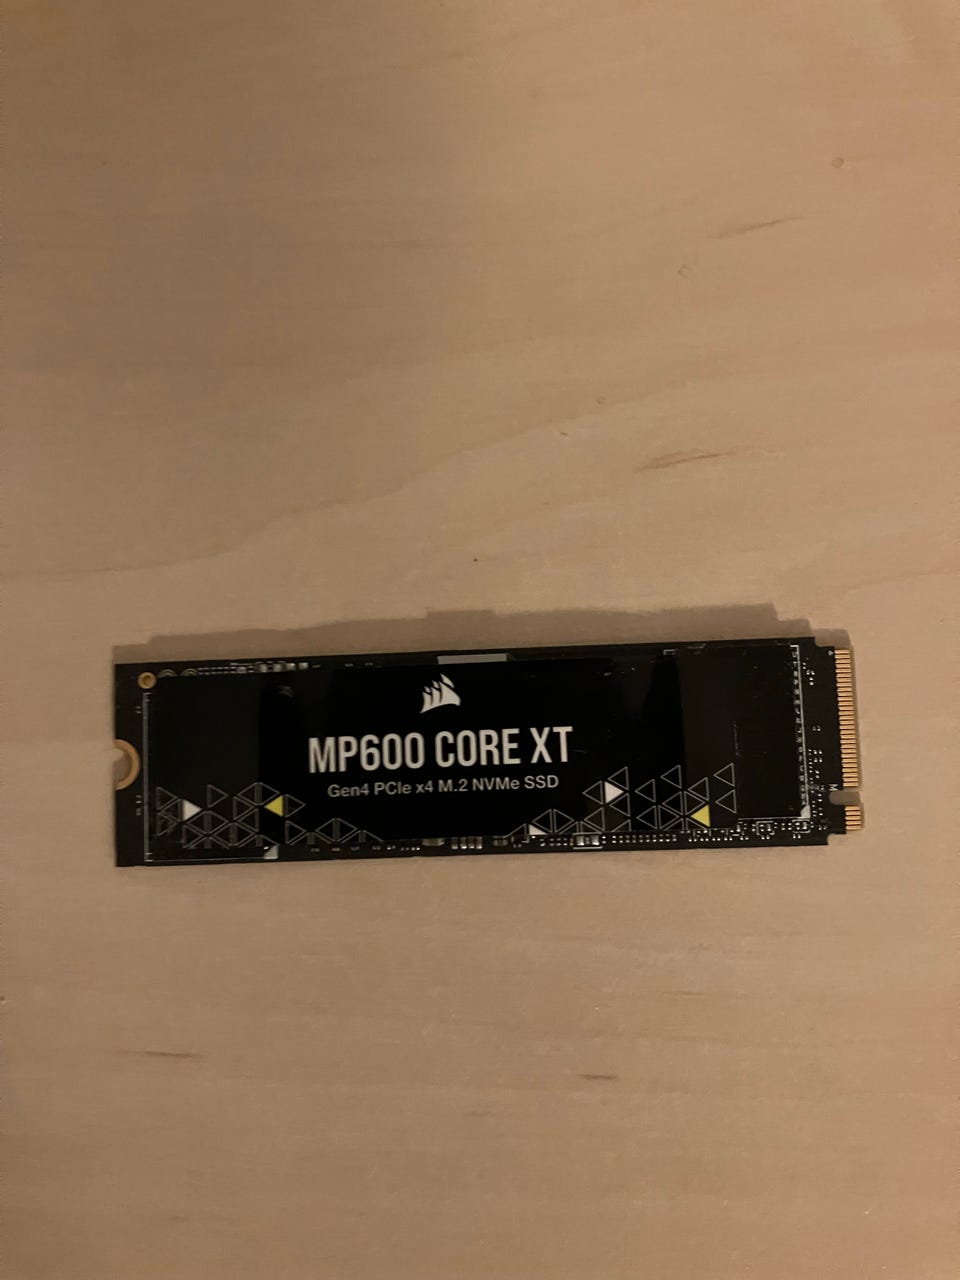 MP600 CORE XT
Gen4 PCIe x4 M.2 NVMe SSD